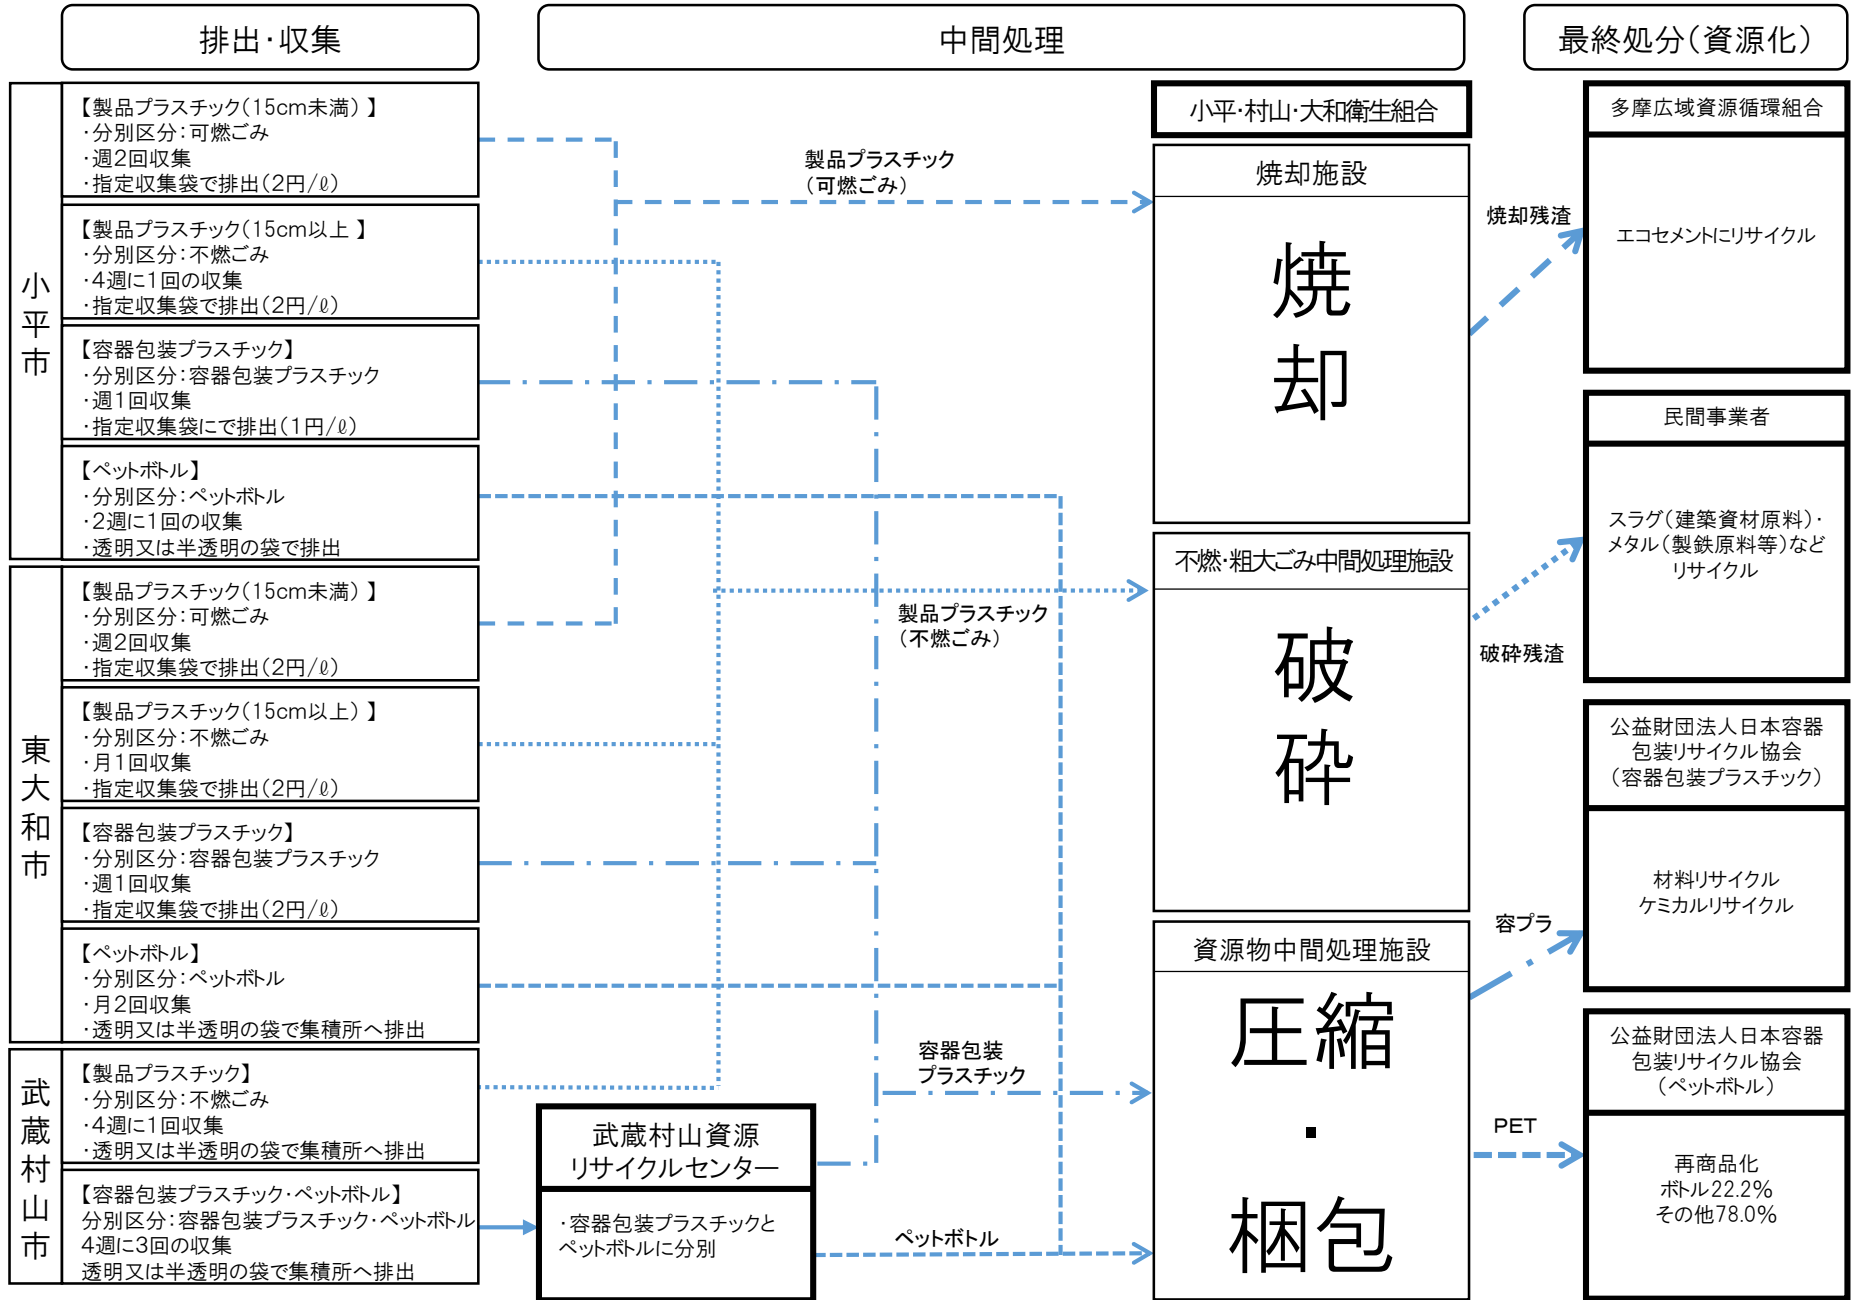 排出・収集
中間処理
最終処分(資源化)
小平市
【製品プラスチック(15cm未満)】
・分別区分:可燃ごみ
・週2回収集
・指定収集袋で排出(2円/ℓ)
【製品プラスチック(15cm以上 】
・分別区分:不燃ごみ
・4週に1回の収集
・指定収集袋で排出(2円/ℓ)
【容器包装プラスチック】
・分別区分:容器包装プラスチック
・週1回収集
・指定収集袋にで排出(1円/ℓ)
【ペットボトル】
・分別区分:ペットボトル
・2週に1回の収集
・透明又は半透明の袋で排出
東大和市
【製品プラスチック(15cm未満)】
・分別区分:可燃ごみ
・週2回収集
・指定収集袋で排出(2円/ℓ)
【製品プラスチック(15cm以上)】
・分別区分:不燃ごみ
・月1回収集
・指定収集袋で排出(2円/ℓ)
【容器包装プラスチック】
・分別区分:容器包装プラスチック
・週1回収集
・指定収集袋で排出(2円/ℓ)
【ペットボトル】
・分別区分:ペットボトル
・月2回収集
・透明又は半透明の袋で集積所へ排出
武蔵村山市
【製品プラスチック】
・分別区分:不燃ごみ
・4週に1回収集
・透明又は半透明の袋で集積所へ排出
【容器包装プラスチック・ペットボトル】
分別区分:容器包装プラスチック・ペットボトル
4週に3回の収集
透明又は半透明の袋で集積所へ排出
武蔵村山資源
リサイクルセンター
・容器包装プラスチックと
ペットボトルに分別
製品プラスチック
(可燃ごみ)
製品プラスチック
(不燃ごみ)
容器包装
プラスチック
ペットボトル
小平・村山・大和衛生組合
焼却施設
焼
却
不燃・粗大ごみ中間処理施設
破
砕
資源物中間処理施設
圧縮
・
梱包
焼却残渣
破砕残渣
容プラ
PET
多摩広域資源循環組合
エコセメントにリサイクル
民間事業者
スラグ(建築資材原料)・
メタル(製鉄原料等)など
リサイクル
公益財団法人日本容器
包装リサイクル協会
(容器包装プラスチック)
材料リサイクル
ケミカルリサイクル
公益財団法人日本容器
包装リサイクル協会
(ペットボトル)
再商品化
ボトル22.2%
その他78.0%